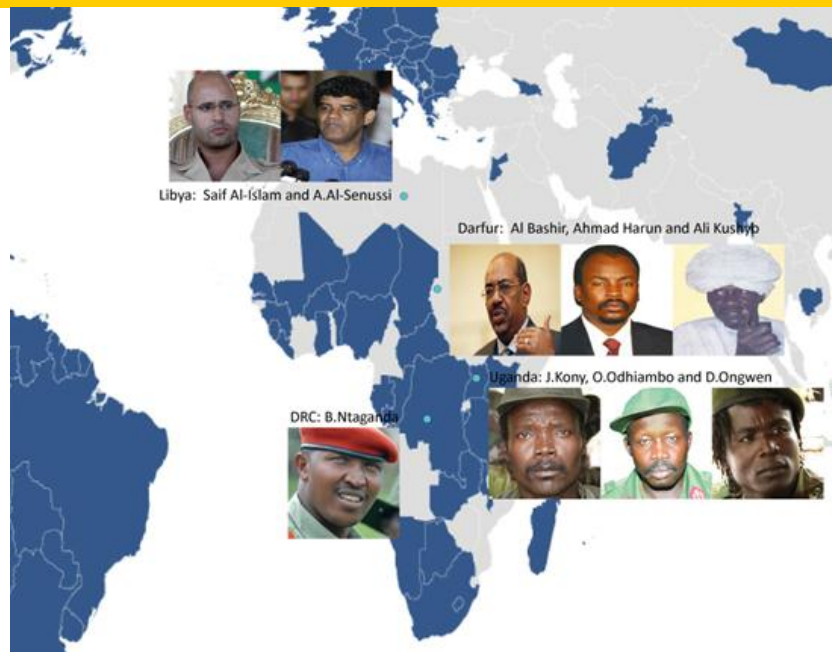 Libya: Saif Al-Islam and A.Al-Senussi
Darfur: Al Bashir, Ahmad Harun and Ali Kushyb
Uganda: J.Kony, O.Odhiambo and D.Ongwen
DRC: B.Ntaganda